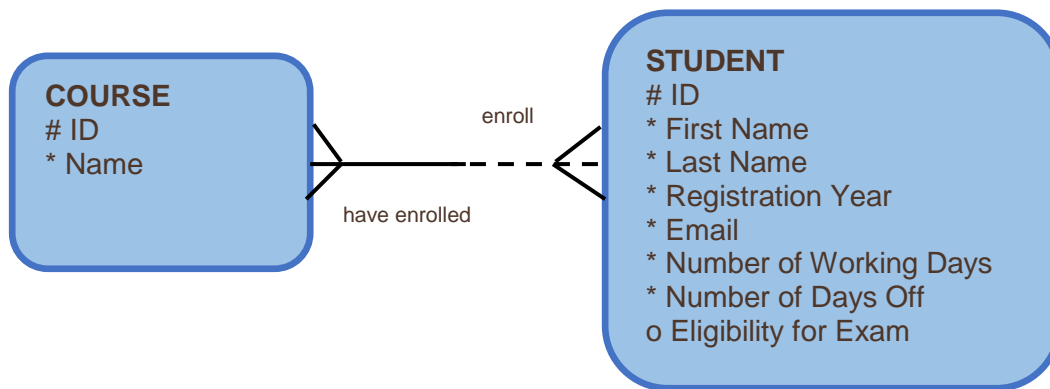 COURSE
# ID
* Name
enroll
have enrolled
STUDENT
# ID
* First Name
* Last Name
* Registration Year
* Email
* Number of Working Days
* Number of Days Off
o Eligibility for Exam